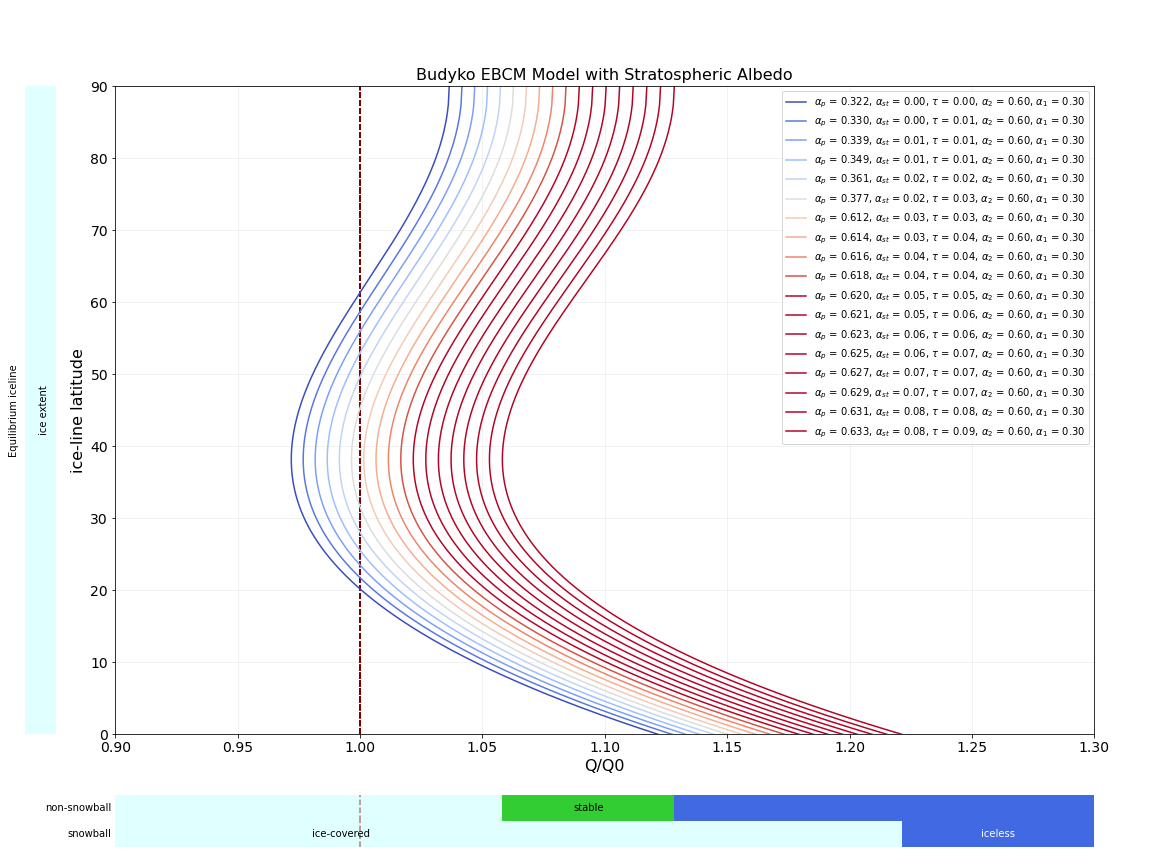 Budyko EBCM Model with Stratospheric Albedo
90
80
70
60
50
40
30
20
10
0
Equilibrium iceline
ice extent
ice-line latitude
αp = 0.322, αst = 0.00, τ = 0.00, α2 = 0.60, α1 = 0.30
αp = 0.330, αst = 0.00, τ = 0.01, α2 = 0.60, α1 = 0.30
αp = 0.339, αst = 0.01, τ = 0.01, α2 = 0.60, α1 = 0.30
αp = 0.349, αst = 0.01, τ = 0.01, α2 = 0.60, α1 = 0.30
αp = 0.361, αst = 0.02, τ = 0.02, α2 = 0.60, α1 = 0.30
αp = 0.377, αst = 0.02, τ = 0.03, α2 = 0.60, α1 = 0.30
αp = 0.612, αst = 0.03, τ = 0.03, α2 = 0.60, α1 = 0.30
αp = 0.614, αst = 0.03, τ = 0.04, α2 = 0.60, α1 = 0.30
αp = 0.616, αst = 0.04, τ = 0.04, α2 = 0.60, α1 = 0.30
αp = 0.618, αst = 0.04, τ = 0.04, α2 = 0.60, α1 = 0.30
αp = 0.620, αst = 0.05, τ = 0.05, α2 = 0.60, α1 = 0.30
αp = 0.621, αst = 0.05, τ = 0.06, α2 = 0.60, α1 = 0.30
αp = 0.623, αst = 0.06, τ = 0.06, α2 = 0.60, α1 = 0.30
αp = 0.625, αst = 0.06, τ = 0.07, α2 = 0.60, α1 = 0.30
αp = 0.627, αst = 0.07, τ = 0.07, α2 = 0.60, α1 = 0.30
αp = 0.629, αst = 0.07, τ = 0.07, α2 = 0.60, α1 = 0.30
αp = 0.631, αst = 0.08, τ = 0.08, α2 = 0.60, α1 = 0.30
αp = 0.633, αst = 0.08, τ = 0.09, α2 = 0.60, α1 = 0.30
0.90 0.95 1.00 1.05 1.10 1.15 1.20 1.25 1.30
Q/Q0
non-snowball stable
snowball ice-covered iceless